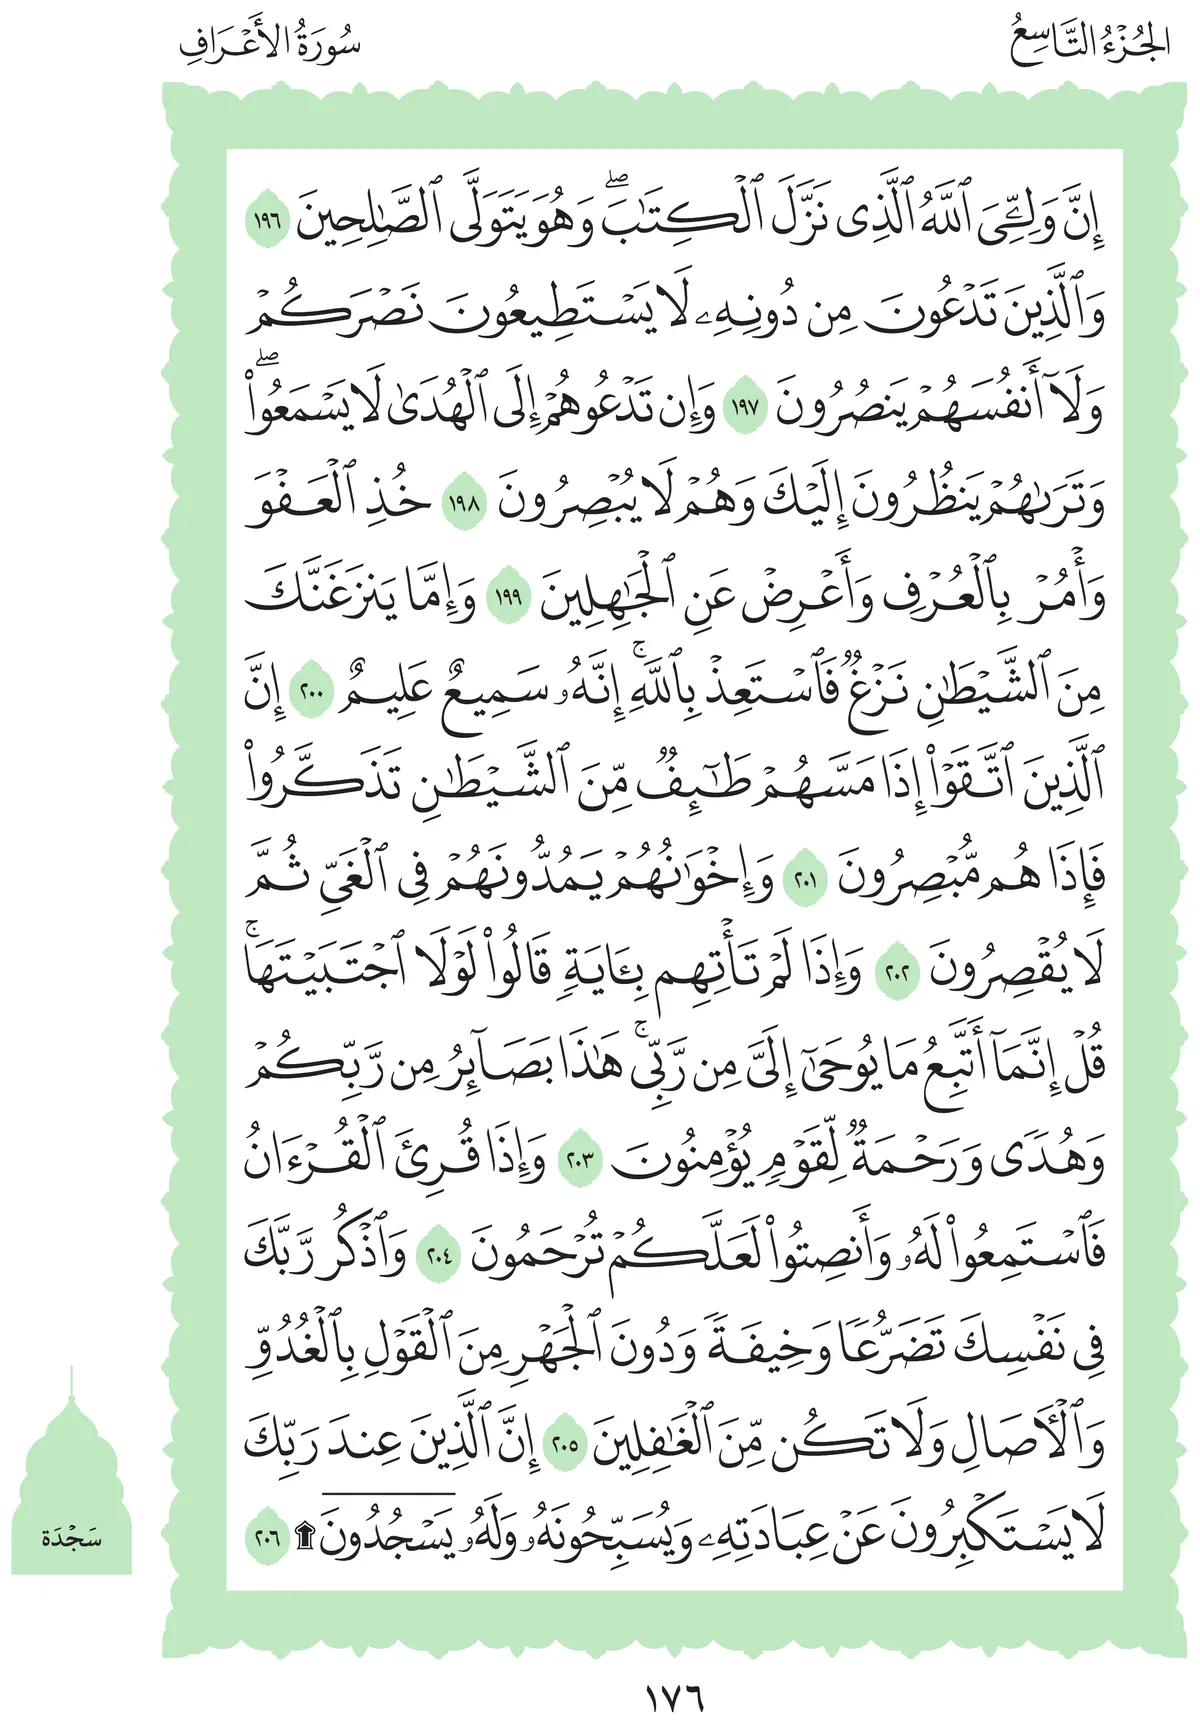 الجُزْءُ التَّاسِعُ
سُورَةُ الأَعْرَافِ
إِنَّ وَلِـِّۧيَ ٱللَّهُ ٱلَّذِى نَزَّلَ ٱلْكِتَٰبَۖ وَهُوَ يَتَوَلَّى ٱلصَّٰلِحِينَ ١٩٦
وَٱلَّذِينَ تَدْعُونَ مِن دُونِهِۦ لَا يَسْتَطِيعُونَ نَصْرَكُمْ
وَلَآ أَنفُسَهُمْ يَنصُرُونَ ١٩٧ وَإِن تَدْعُوهُمْ إِلَى ٱلْهُدَىٰ لَا يَسْمَعُوا۟ۖ
وَتَرَىٰهُمْ يَنظُرُونَ إِلَيْكَ وَهُمْ لَا يُبْصِرُونَ ١٩٨ خُذِ ٱلْعَفْوَ
وَأْمُرْ بِٱلْعُرْفِ وَأَعْرِضْ عَنِ ٱلْجَٰهِلِينَ ١٩٩ وَإِمَّا يَنزَغَنَّكَ
مِنَ ٱلشَّيْطَٰنِ نَزْغٌ فَٱسْتَعِذْ بِٱللَّهِۚ إِنَّهُۥ سَمِيعٌ عَلِيمٌ ٢٠٠ إِنَّ
ٱلَّذِينَ ٱتَّقَوْا۟ إِذَا مَسَّهُمْ طَٰٓئِفٌ مِّنَ ٱلشَّيْطَٰنِ تَذَكَّرُوا۟
فَإِذَا هُم مُّبْصِرُونَ ٢٠١ وَإِخْوَٰنُهُمْ يَمُدُّونَهُمْ فِى ٱلْغَىِّ ثُمَّ
لَا يُقْصِرُونَ ٢٠٢ وَإِذَا لَمْ تَأْتِهِم بِـَٔايَةٍ قَالُوا۟ لَوْلَا ٱجْتَبَيْتَهَاۚ
قُلْ إِنَّمَآ أَتَّبِعُ مَا يُوحَىٰٓ إِلَىَّ مِن رَّبِّىۚ هَٰذَا بَصَآئِرُ مِن رَّبِّكُمْ
وَهُدًى وَرَحْمَةٌ لِّقَوْمٍ يُؤْمِنُونَ ٢٠٣ وَإِذَا قُرِئَ ٱلْقُرْءَانُ
فَٱسْتَمِعُوا۟ لَهُۥ وَأَنصِتُوا۟ لَعَلَّكُمْ تُرْحَمُونَ ٢٠٤ وَٱذْكُر رَّبَّكَ
فِى نَفْسِكَ تَضَرُّعًا وَخِيفَةً وَدُونَ ٱلْجَهْرِ مِنَ ٱلْقَوْلِ بِٱلْغُدُوِّ
وَٱلْءَاصَالِ وَلَا تَكُن مِّنَ ٱلْغَٰفِلِينَ ٢٠٥ إِنَّ ٱلَّذِينَ عِندَ رَبِّكَ
لَا يَسْتَكْبِرُونَ عَنْ عِبَادَتِهِۦ وَيُسَبِّحُونَهُۥ وَلَهُۥ يَسْجُدُونَ۩ ٢٠٦
سَجْدَة
١٧٦